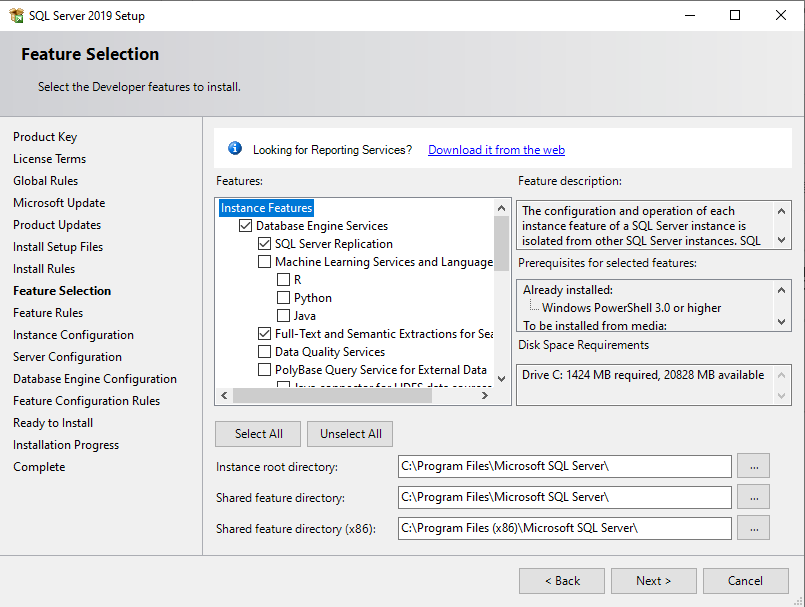 SQL Server 2019 Setup
Feature Selection
Select the Developer features to install.
Product Key
License Terms
Global Rules
Microsoft Update
Product Updates
Install Setup Files
Install Rules
Feature Selection
Feature Rules
Instance Configuration
Server Configuration
Database Engine Configuration
Feature Configuration Rules
Ready to Install
Installation Progress
Complete
Looking for Reporting Services? Download it from the web
Features:
Instance Features
Database Engine Services
SQL Server Replication
Machine Learning Services and Language
R
Python
Java
Full-Text and Semantic Extractions for Sea
Data Quality Services
PolyBase Query Service for External Data
Feature description:
The configuration and operation of each
instance feature of a SQL Server instance is
isolated from other SQL Server instances. SQL
Prerequisites for selected features:
Already installed:
Windows PowerShell 3.0 or higher
To be installed from media:
Disk Space Requirements
Drive C: 1424 MB required, 20828 MB available
Select All
Unselect All
Instance root directory: C:\Program Files\Microsoft SQL Server\ ...
Shared feature directory: C:\Program Files\Microsoft SQL Server\ ...
Shared feature directory (x86): C:\Program Files (x86)\Microsoft SQL Server\ ...
< Back
Next >
Cancel